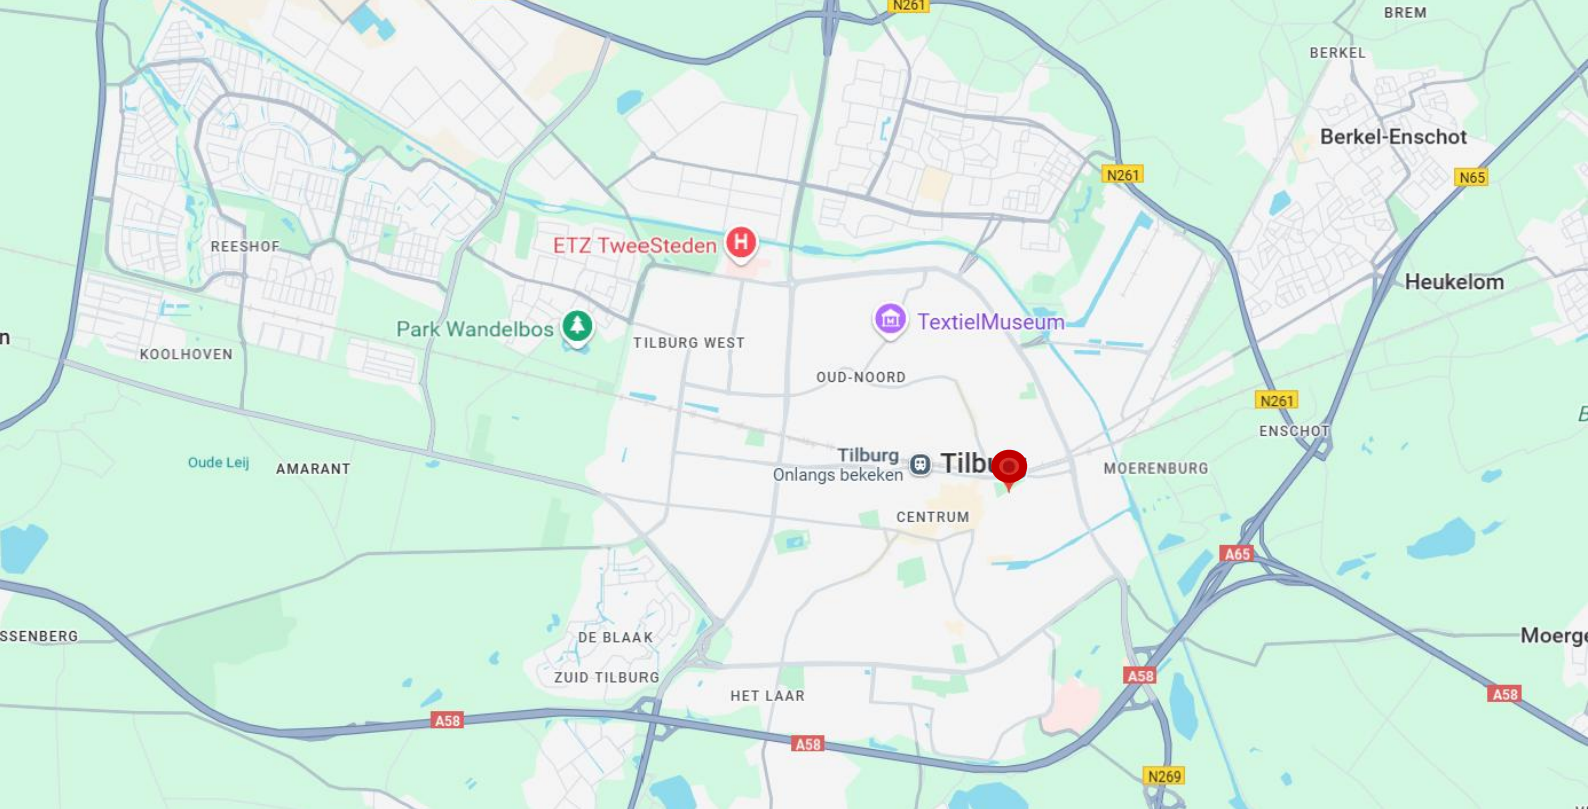 N261
BREM
BERKEL
Berkel-Enschot
N261
N65
REESHOF
ETZ TweeSteden
H
Heukelom
Park Wandelbos
TextielMuseum
TILBURG WEST
n
KOOLHOVEN
OUD-NOORD
N261
B
ENSCHOT
Oude Leij
AMARANT
Tilburg
Onlangs bekeken
Tilbu
MOERENBURG
CENTRUM
A65
SSENBERG
DE BLAAK
Moerge
ZUID TILBURG
A58
HET LAAR
A58
A58
A58
N269